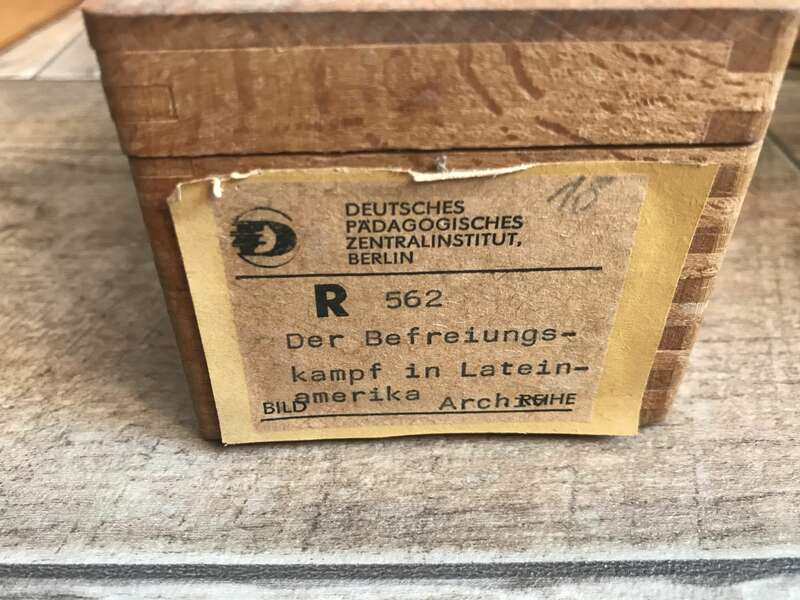 18
DEUTSCHES
PÄDAGOGISCHES
ZENTRALINSTITUT,
BERLIN
R 562
Der Befreiungs-
kampf in Latein-
amerika Archiv
BILD REIHE